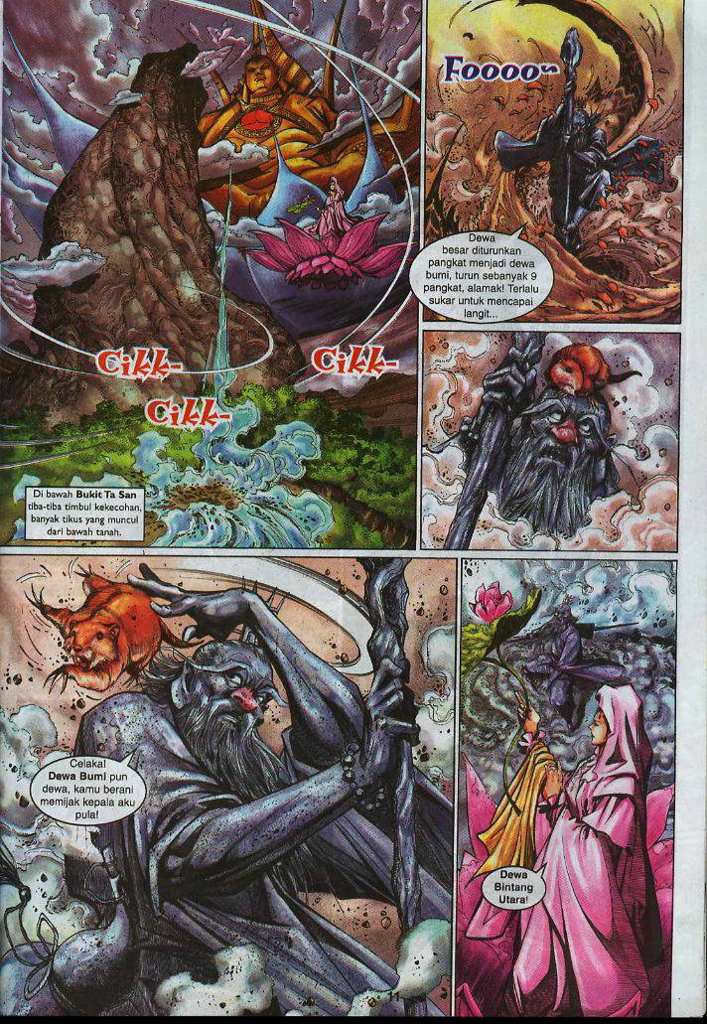 Cikk-
Cikk-
Cikk-
Di bawah Bukit Ta San
tiba-tiba timbul kekecohan,
banyak tikus yang muncul
dari bawah tanah.
Foooo
Dewa
besar diturunkan
pangkat menjadi dewa
bumi, turun sebanyak 9
pangkat, alamak! Terlalu
sukar untuk mencapai
langit...
Celaka!
Dewa Bumi pun
dewa, kamu berani
memijak kepala aku
pula!
Dewa
Bintang
Utara!
11